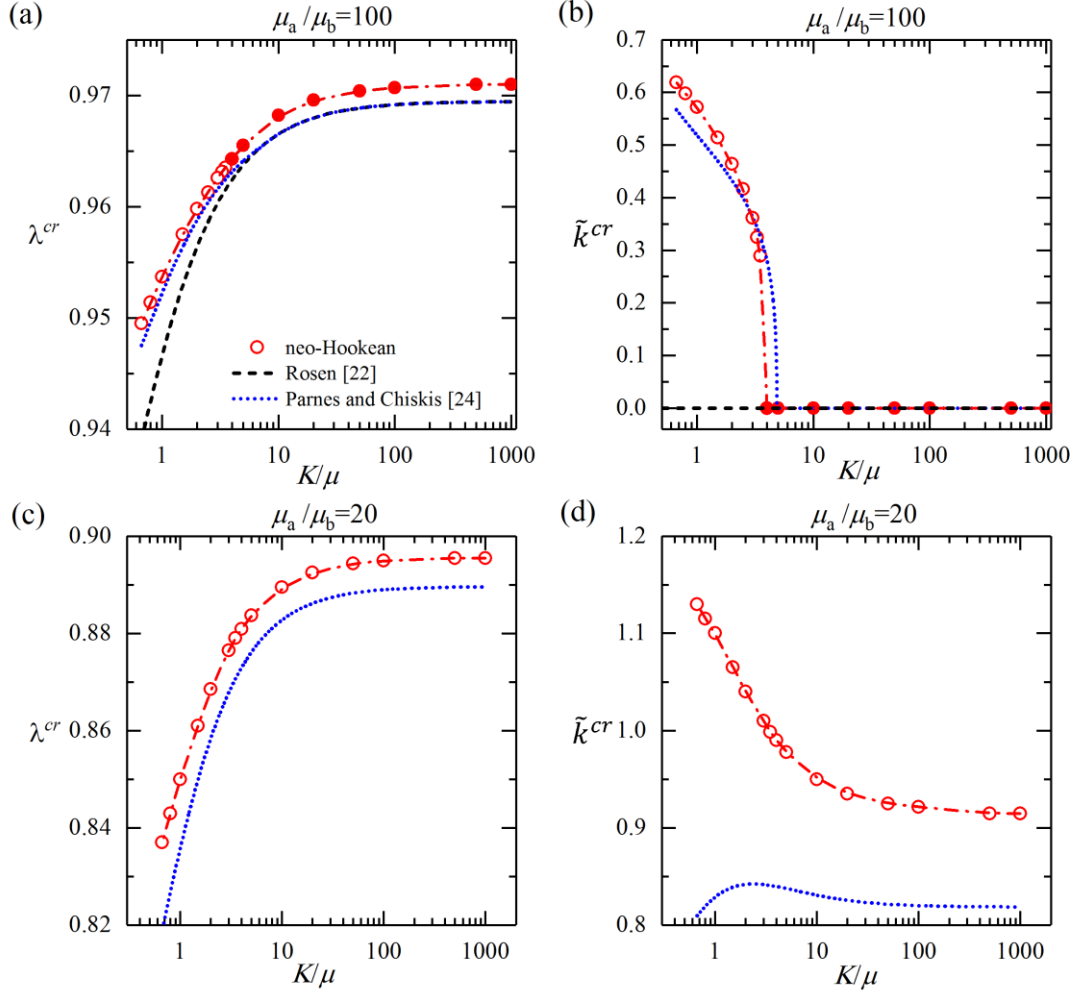 (a)
μa/μb=100
0.97
0.96
0.95
0.94
λcr
neo-Hookean
Rosen [22]
Parnes and Chiskis [24]
1 10 100 1000
K/μ
(b)
μa/μb=100
0.7
0.6
0.5
0.4
0.3
0.2
0.1
0.0
k̃cr
1 10 100 1000
K/μ
(c)
μa/μb=20
0.90
0.88
0.86
0.84
0.82
λcr
1 10 100 1000
K/μ
(d)
μa/μb=20
1.2
1.1
1.0
0.9
0.8
k̃cr
1 10 100 1000
K/μ